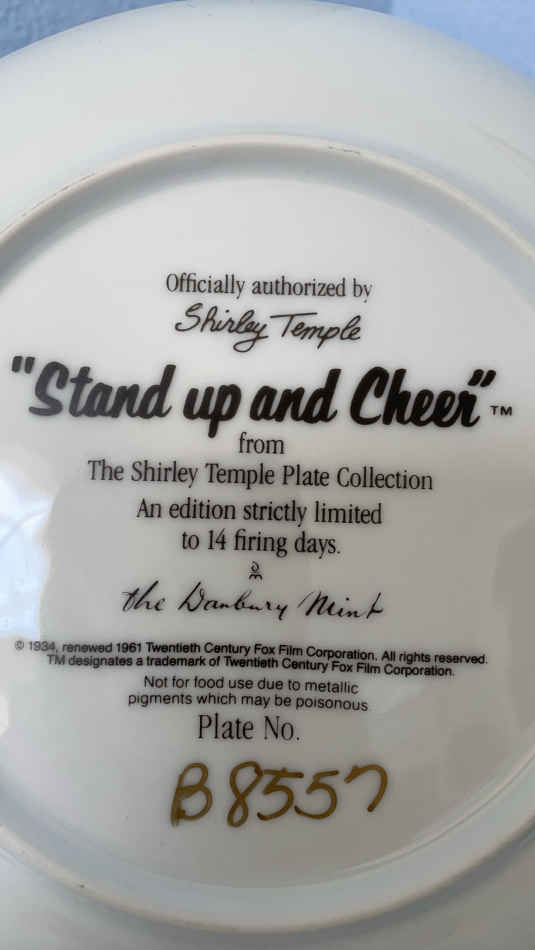 Officially authorized by
Shirley Temple
"Stand up and Cheer"™
from
The Shirley Temple Plate Collection
An edition strictly limited
to 14 firing days.
the Danbury Mint
© 1934, renewed 1961 Twentieth Century Fox Film Corporation. All rights reserved.
TM designates a trademark of Twentieth Century Fox Film Corporation.
Not for food use due to metallic
pigments which may be poisonous
Plate No.
B8557